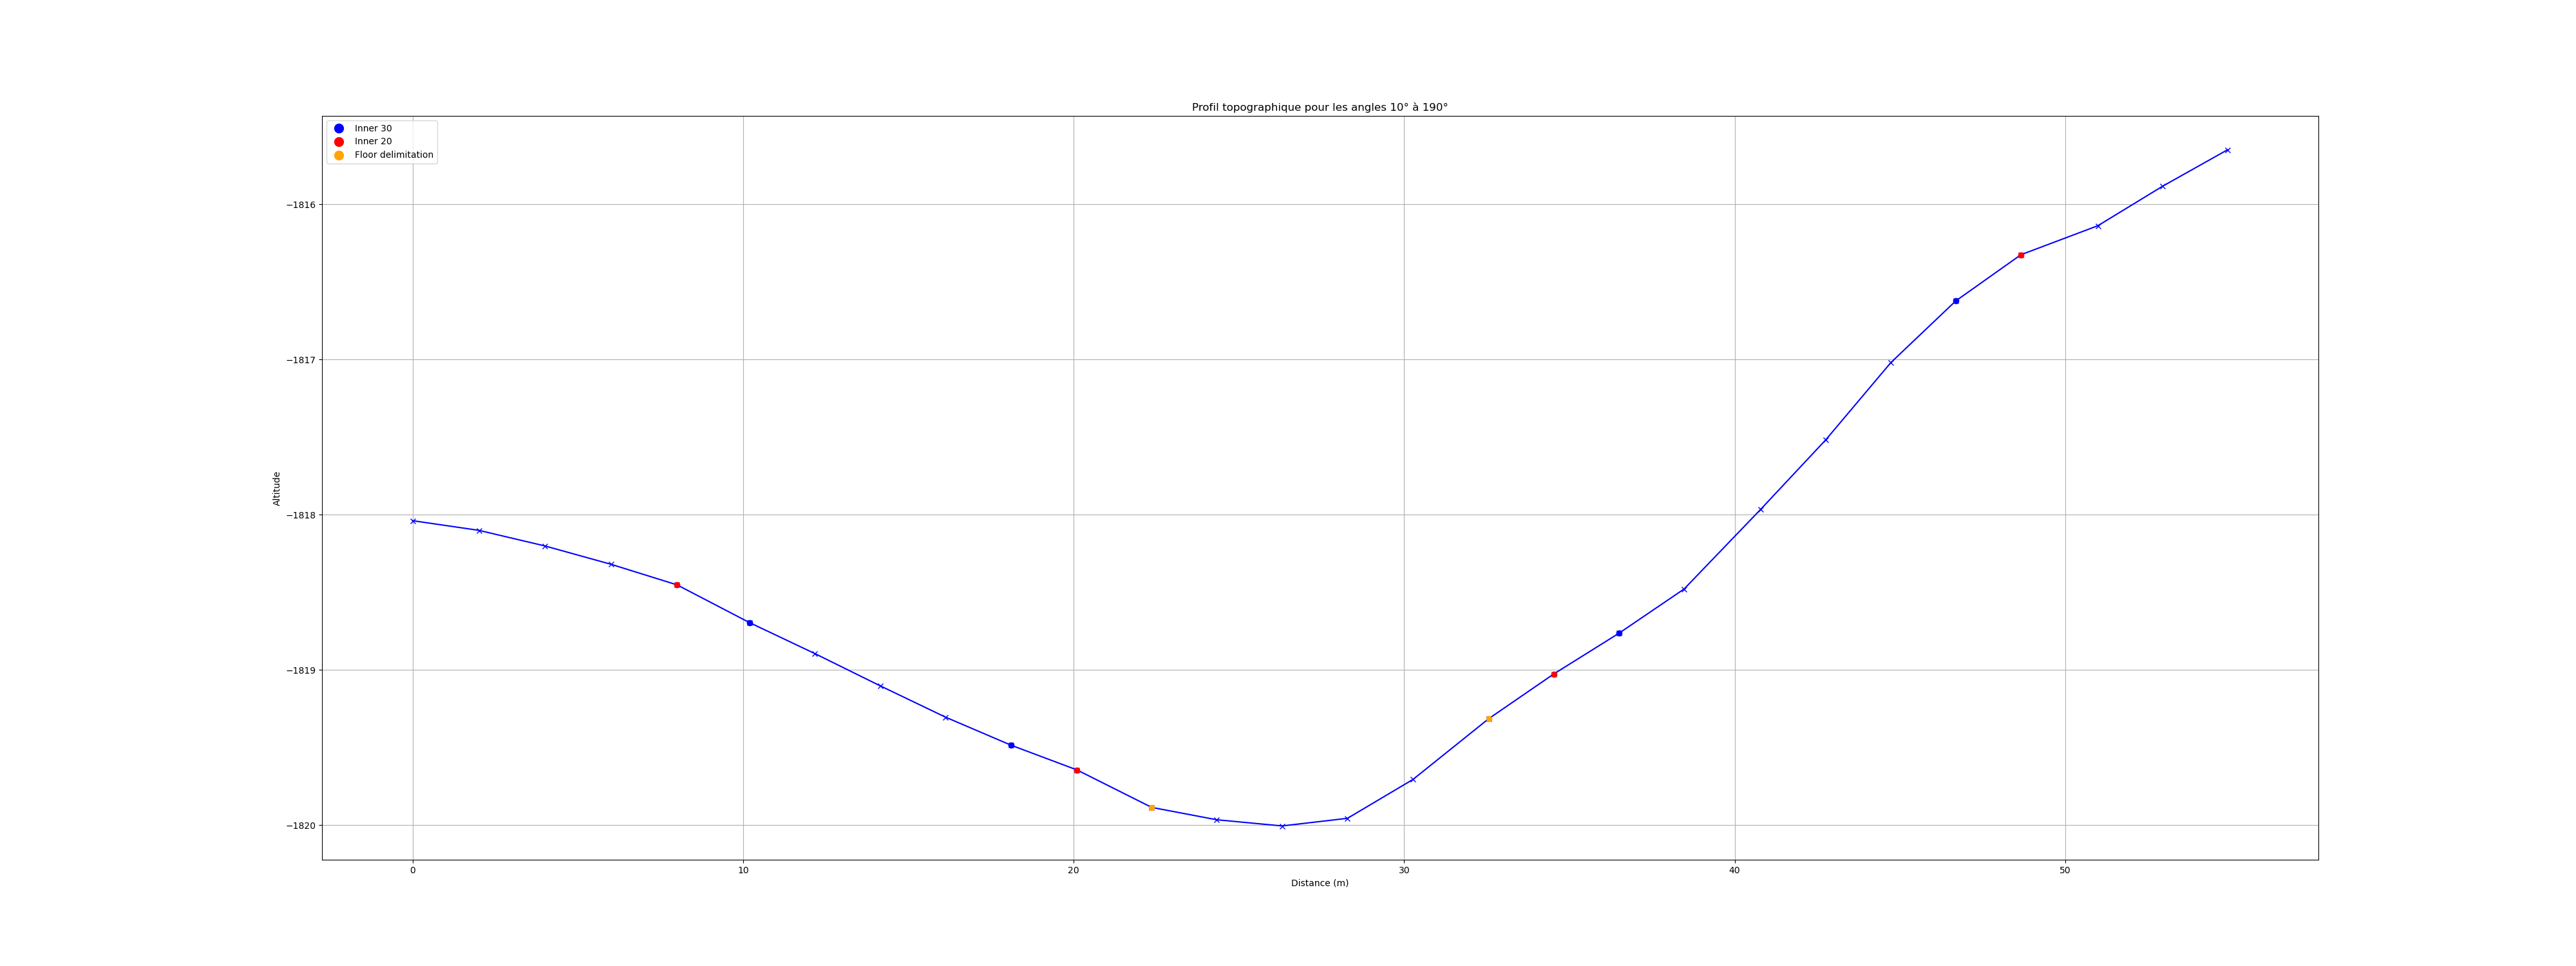 Profil topographique pour les angles 10° à 190°
Inner 30
Inner 20
Floor delimitation
−1816
−1817
−1818
−1819
−1820
Altitude
0 10 20 30 40 50
Distance (m)